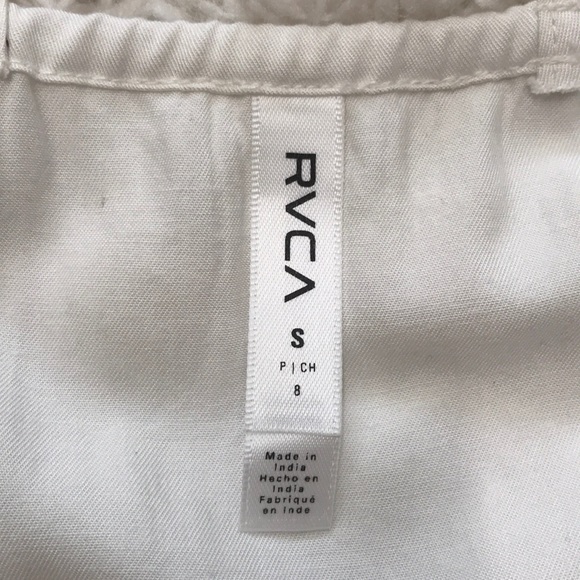 RVCA
S
P | CH
8
Made in
India
Hecho en
India
Fabriqué
en Inde